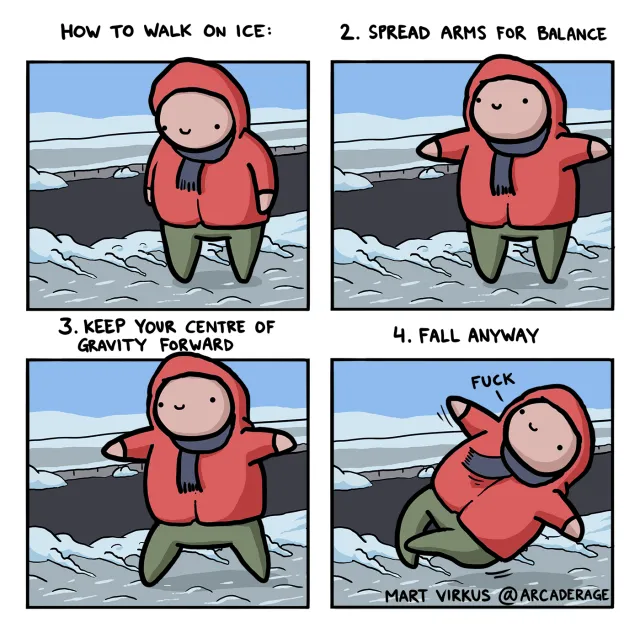 HOW TO WALK ON ICE:
2. SPREAD ARMS FOR BALANCE
3. KEEP YOUR CENTRE OF
GRAVITY FORWARD
4. FALL ANYWAY
FUCK
MART VIRKUS @ARCADERAGE